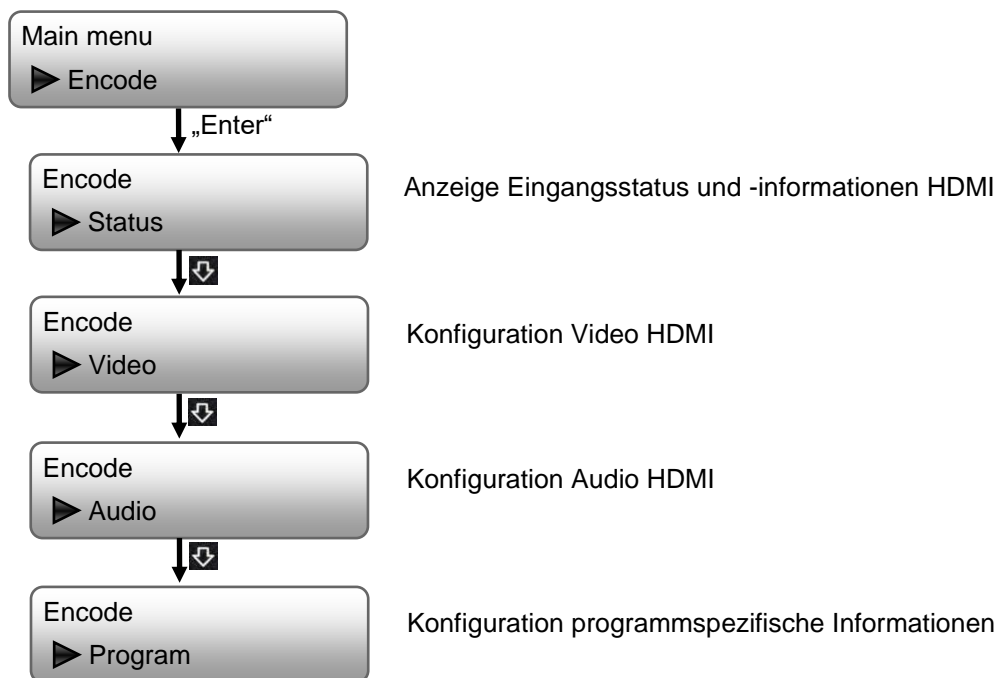 Main menu
Encode
„Enter“
Encode
Status
Anzeige Eingangsstatus und -informationen HDMI
Encode
Video
Konfiguration Video HDMI
Encode
Audio
Konfiguration Audio HDMI
Encode
Program
Konfiguration programmspezifische Informationen